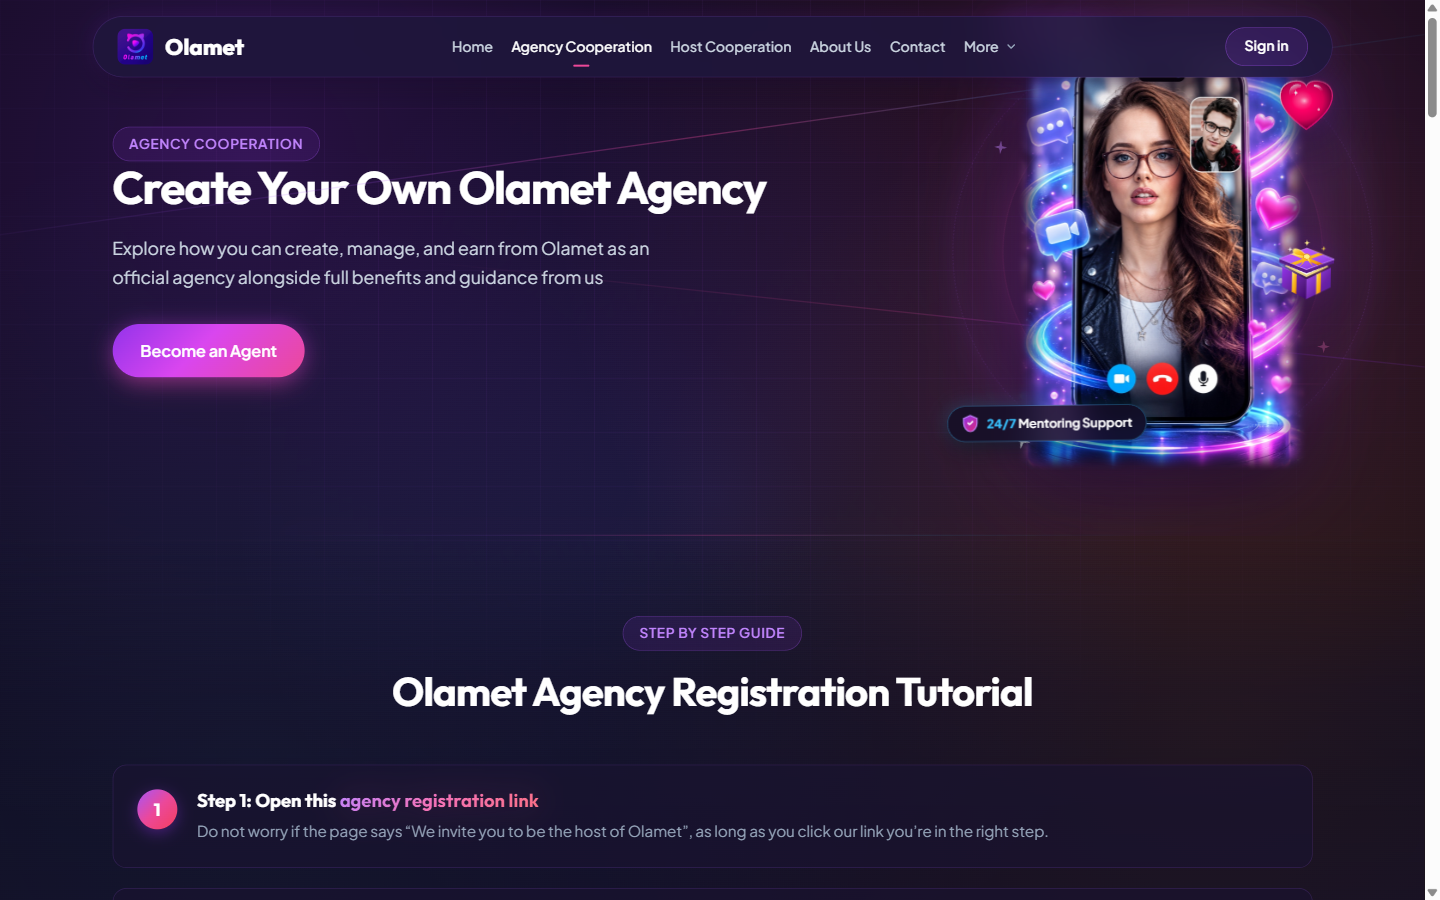 Olamet
Olamet
Home
Agency Cooperation
Host Cooperation
About Us
Contact
More
Sign in
AGENCY COOPERATION
Create Your Own Olamet Agency
Explore how you can create, manage, and earn from Olamet as an
official agency alongside full benefits and guidance from us
Become an Agent
24/7 Mentoring Support
STEP BY STEP GUIDE
Olamet Agency Registration Tutorial
1
Step 1: Open this agency registration link
Do not worry if the page says “We invite you to be the host of Olamet”, as long as you click our link you’re in the right step.